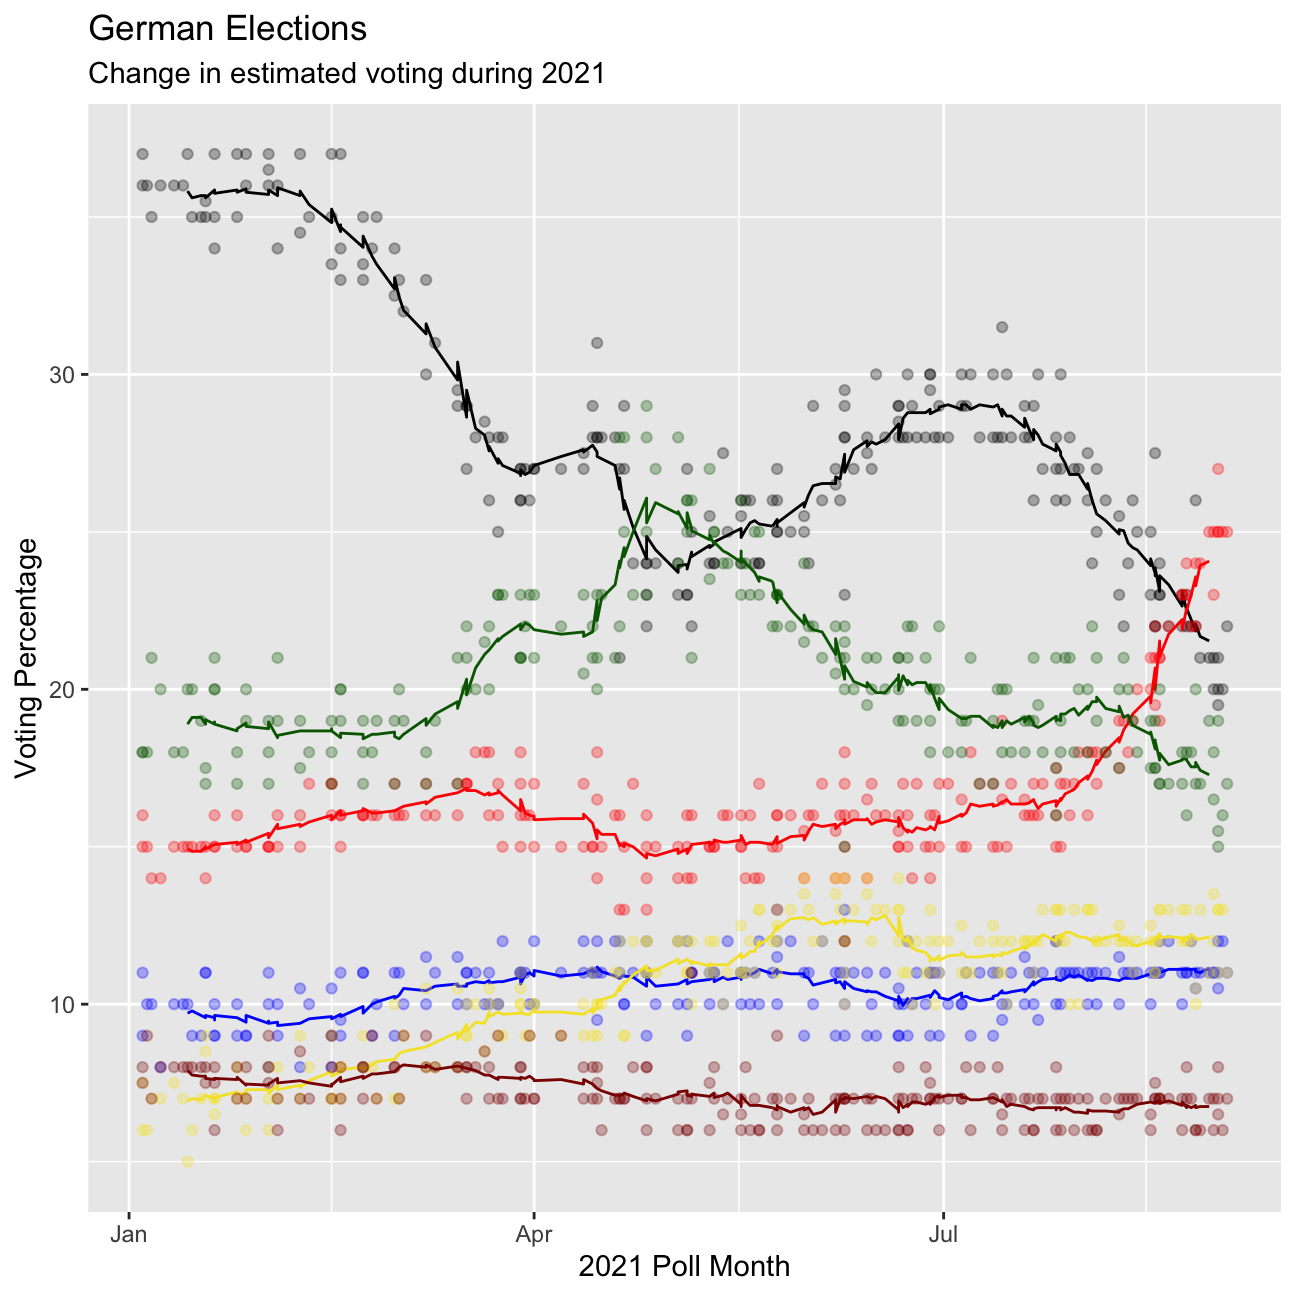 German Elections
Change in estimated voting during 2021
Voting Percentage
30
20
10
Jan
Apr
Jul
2021 Poll Month